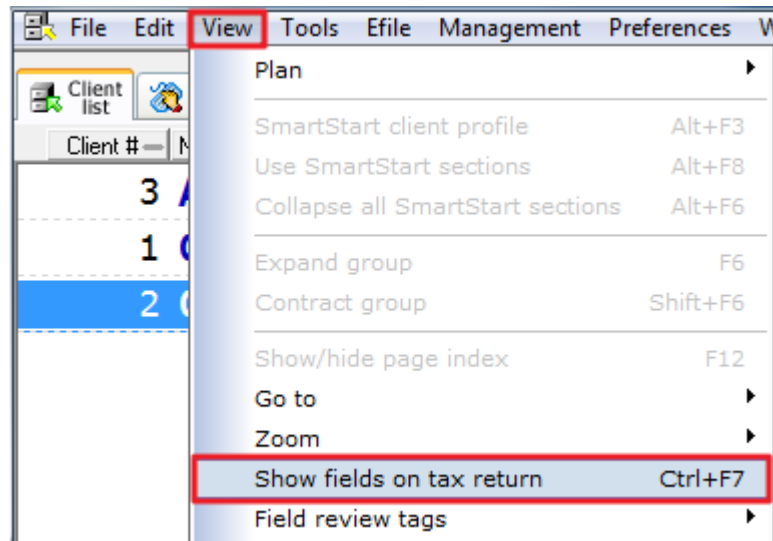 File Edit View Tools Efile Management Preferences
Client list
Client #
3
1
2
Plan
SmartStart client profile Alt+F3
Use SmartStart sections Alt+F8
Collapse all SmartStart sections Alt+F6
Expand group F6
Contract group Shift+F6
Show/hide page index F12
Go to
Zoom
Show fields on tax return Ctrl+F7
Field review tags